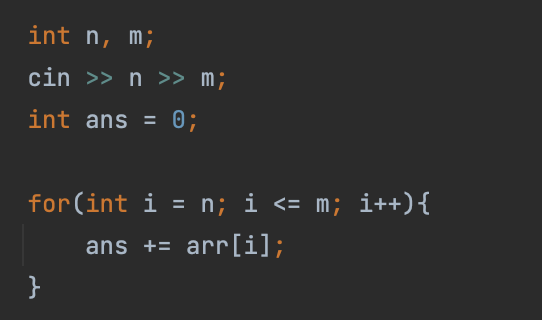 int n, m;
cin >> n >> m;
int ans = 0;
for(int i = n; i <= m; i++){
    ans += arr[i];
}